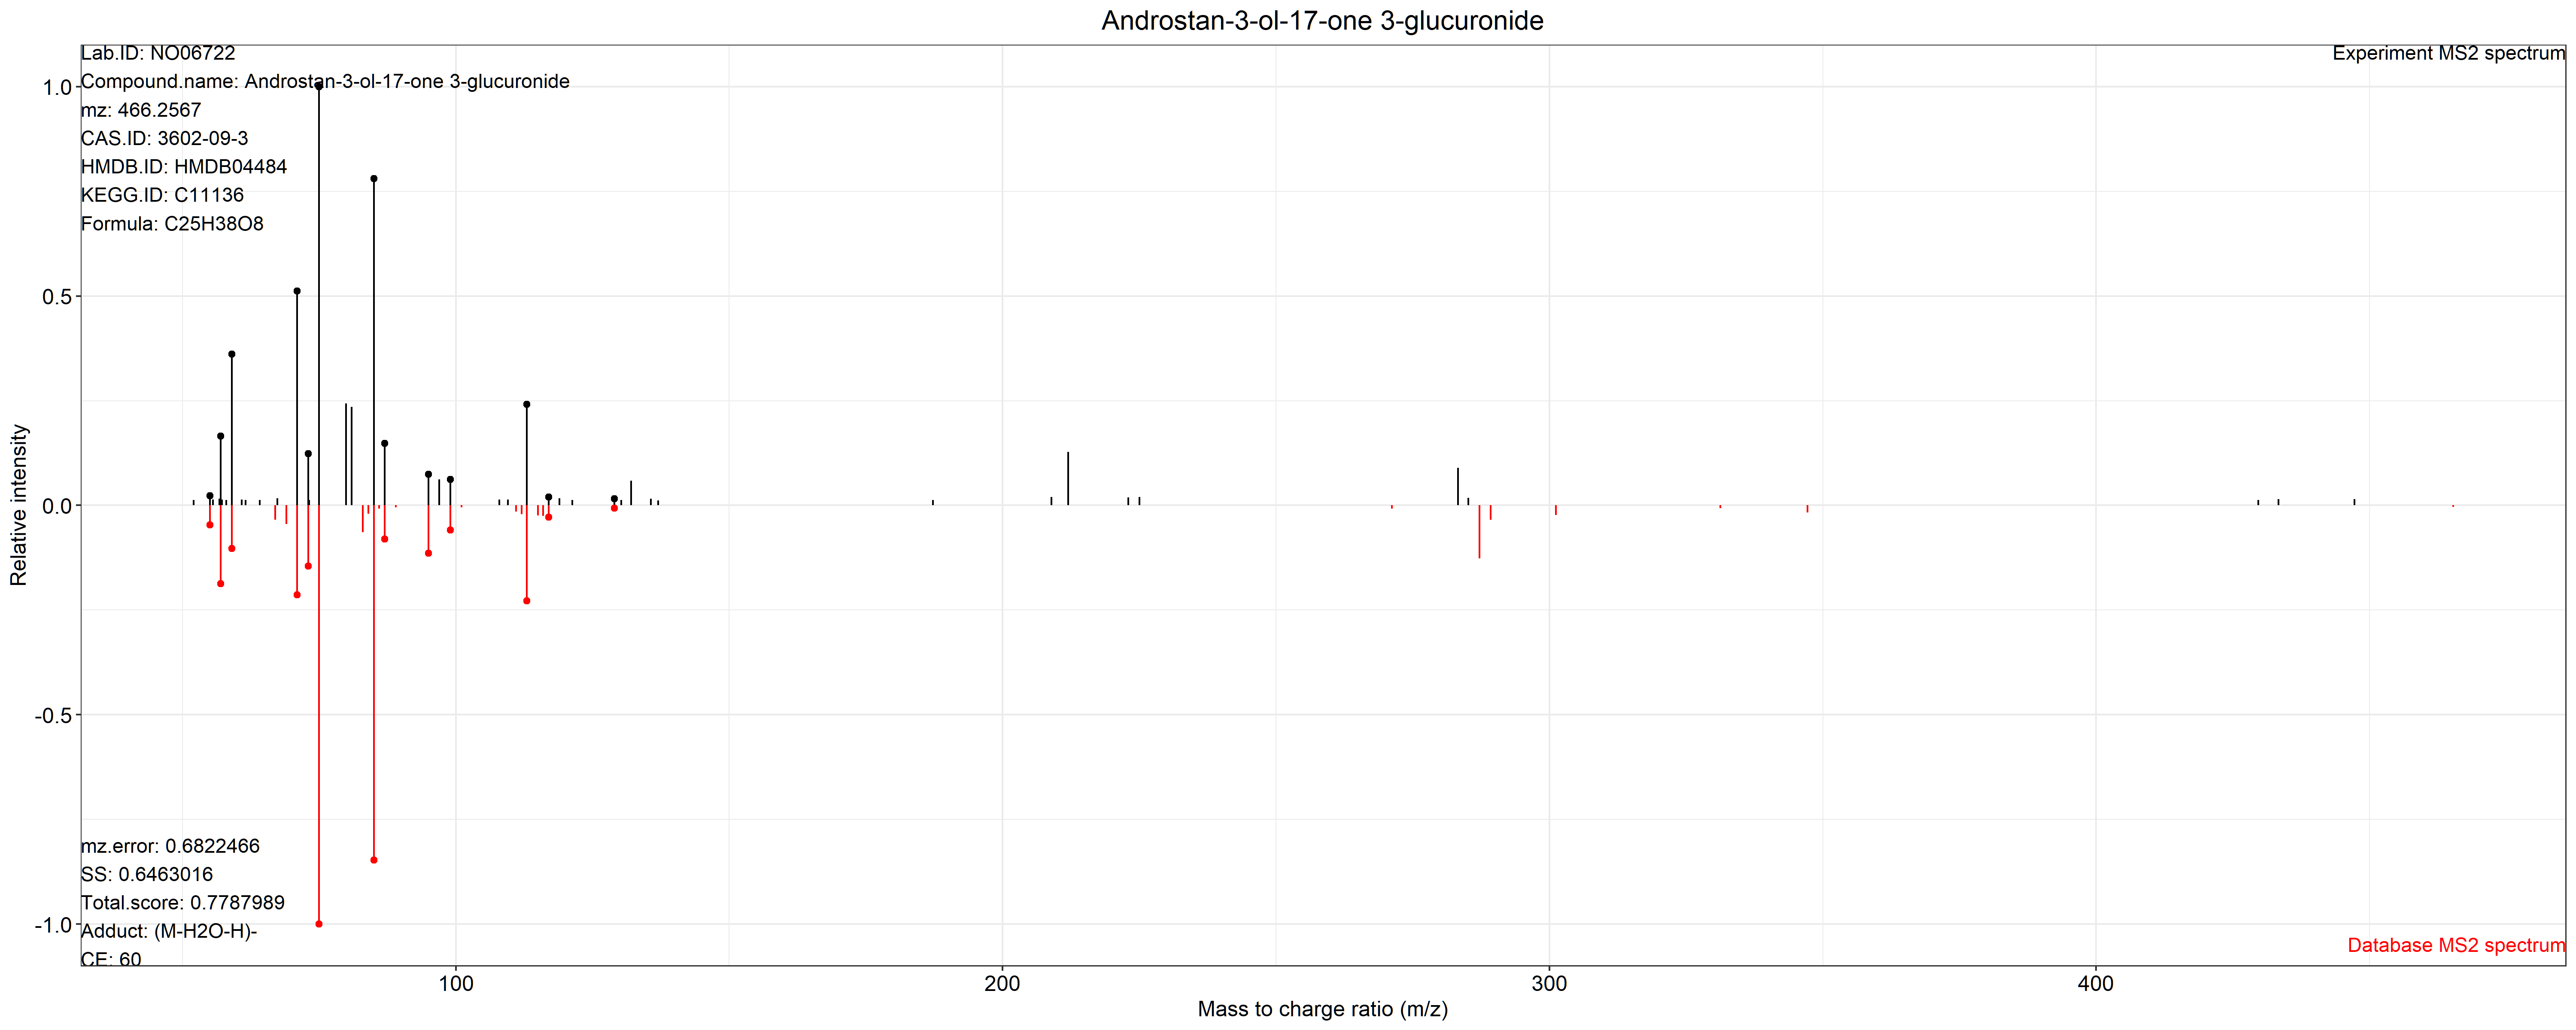 Androstan-3-ol-17-one 3-glucuronide
Lab.ID: NO06722
Experiment MS2 spectrum
Compound.name: Androstan-3-ol-17-one 3-glucuronide
mz: 466.2567
CAS.ID: 3602-09-3
HMDB.ID: HMDB04484
KEGG.ID: C11136
Formula: C25H38O8
1.0
0.5
0.0
-0.5
-1.0
Relative intensity
mz.error: 0.6822466
SS: 0.6463016
Total.score: 0.7787989
Adduct: (M-H2O-H)-
CE: 60
Database MS2 spectrum
100 200 300 400
Mass to charge ratio (m/z)